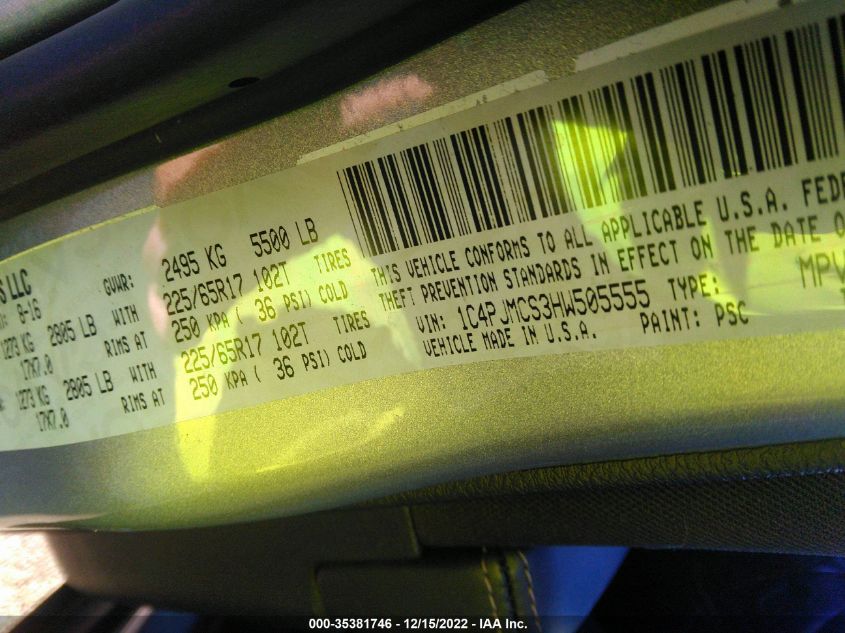 S LLC
8-16
GVWR: 2495 KG 5500 LB
1273 KG 2805 LB WITH 225/65R17 102T TIRES
17X7.0 RIMS AT 250 KPA ( 36 PSI) COLD
1273 KG 2805 LB WITH 225/65R17 102T TIRES
17X7.0 RIMS AT 250 KPA ( 36 PSI) COLD
THIS VEHICLE CONFORMS TO ALL APPLICABLE U.S.A. FEDE
THEFT PREVENTION STANDARDS IN EFFECT ON THE DATE O
VIN: 1C4PJMCS3HW505555 TYPE: MPV
VEHICLE MADE IN U.S.A. PAINT: PSC
000-35381746 - 12/15/2022 - IAA Inc.